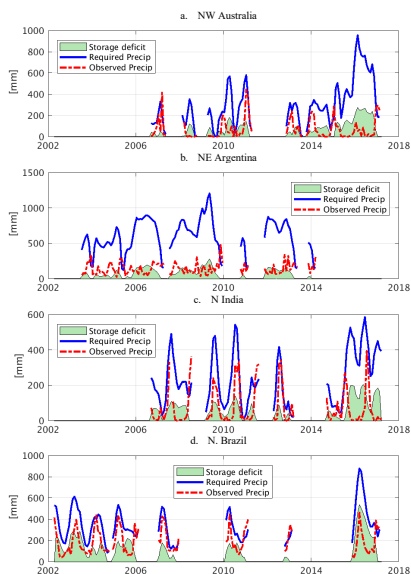 a. NW Australia
1000
800
600
400
200
0
[mm]
Storage deficit
Required Precip
Observed Precip
2002 2006 2010 2014 2018
b. NE Argentina
1500
1000
500
0
[mm]
Storage deficit
Required Precip
Observed Precip
2002 2006 2010 2014 2018
c. N India
600
400
200
0
[mm]
Storage deficit
Required Precip
Observed Precip
2002 2006 2010 2014 2018
d. N. Brazil
1000
800
600
400
200
0
[mm]
Storage deficit
Required Precip
Observed Precip
2002 2006 2010 2014 2018